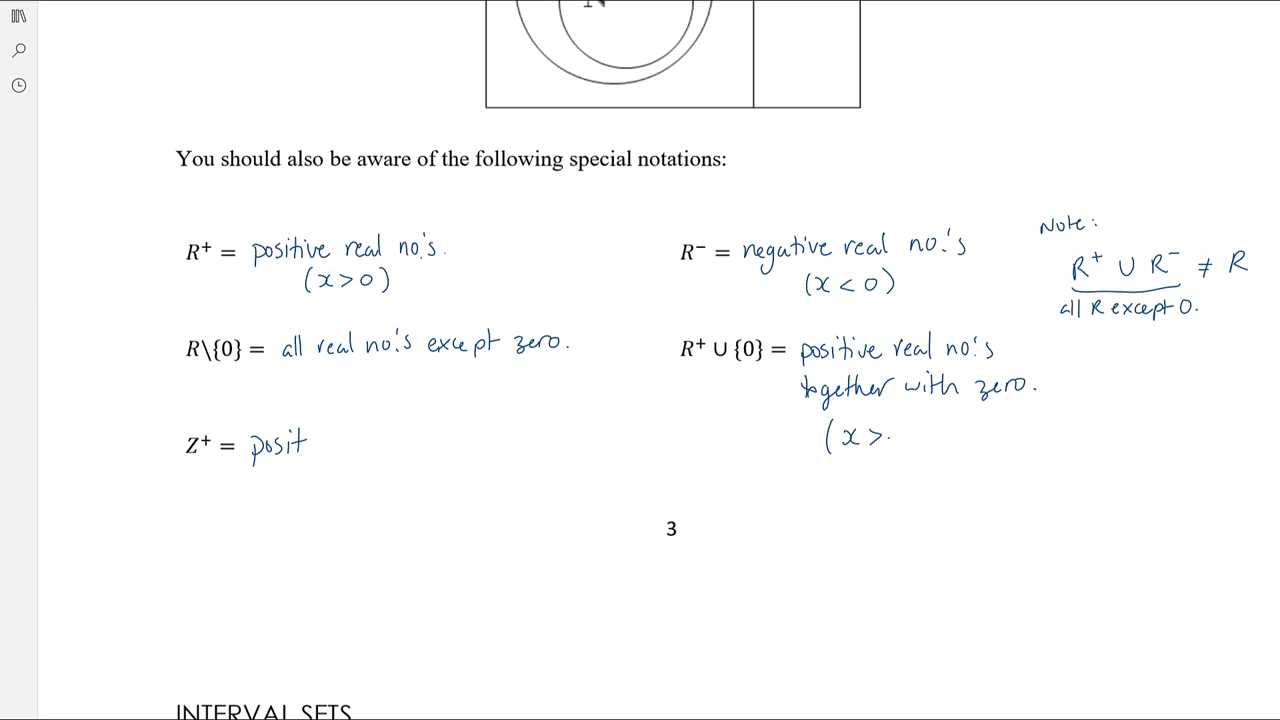 N
You should also be aware of the following special notations:
Note:
R⁺ = positive real no.'s.
(x>0)
R⁻ = negative real no.'s
(x < 0)
R⁺ ∪ R⁻ ≠ R
all R except 0.
R\{0} = all real no.'s except zero.
R⁺ ∪ {0} = positive real no.'s
together with zero.
(x >.
Z⁺ = posit
3
INTERVAL SETS